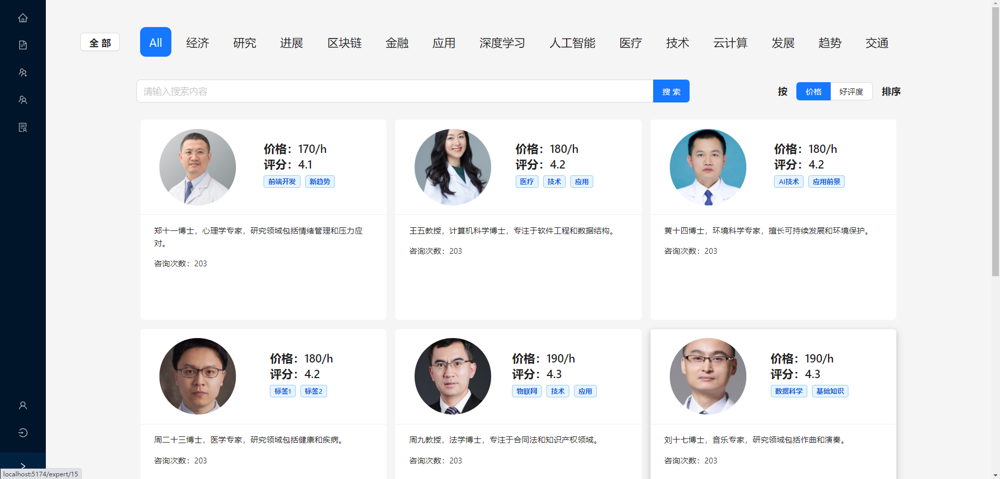 全 部
All 经济 研究 进展 区块链 金融 应用 深度学习 人工智能 医疗 技术 云计算 发展 趋势 交通
请输入搜索内容 搜 索
按 价格 好评度 排序
价格：170/h
评分：4.1
前端开发 新趋势
郑十一博士，心理学专家，研究领域包括情绪管理和压力应
对。
咨询次数：203
价格：180/h
评分：4.2
医疗 技术 应用
王五教授，计算机科学博士，专注于软件工程和数据结构。
咨询次数：203
价格：180/h
评分：4.2
AI技术 应用前景
黄十四博士，环境科学专家，擅长可持续发展和环境保护。
咨询次数：203
价格：180/h
评分：4.2
标签1 标签2
周二十三博士，医学专家，研究领域包括健康和疾病。
咨询次数：203
价格：190/h
评分：4.3
物联网 技术 应用
周九教授，法学博士，专注于合同法和知识产权领域。
咨询次数：203
价格：190/h
评分：4.3
数据科学 基础知识
刘十七博士，音乐专家，研究领域包括作曲和演奏。
咨询次数：203
localhost:5174/expert/15